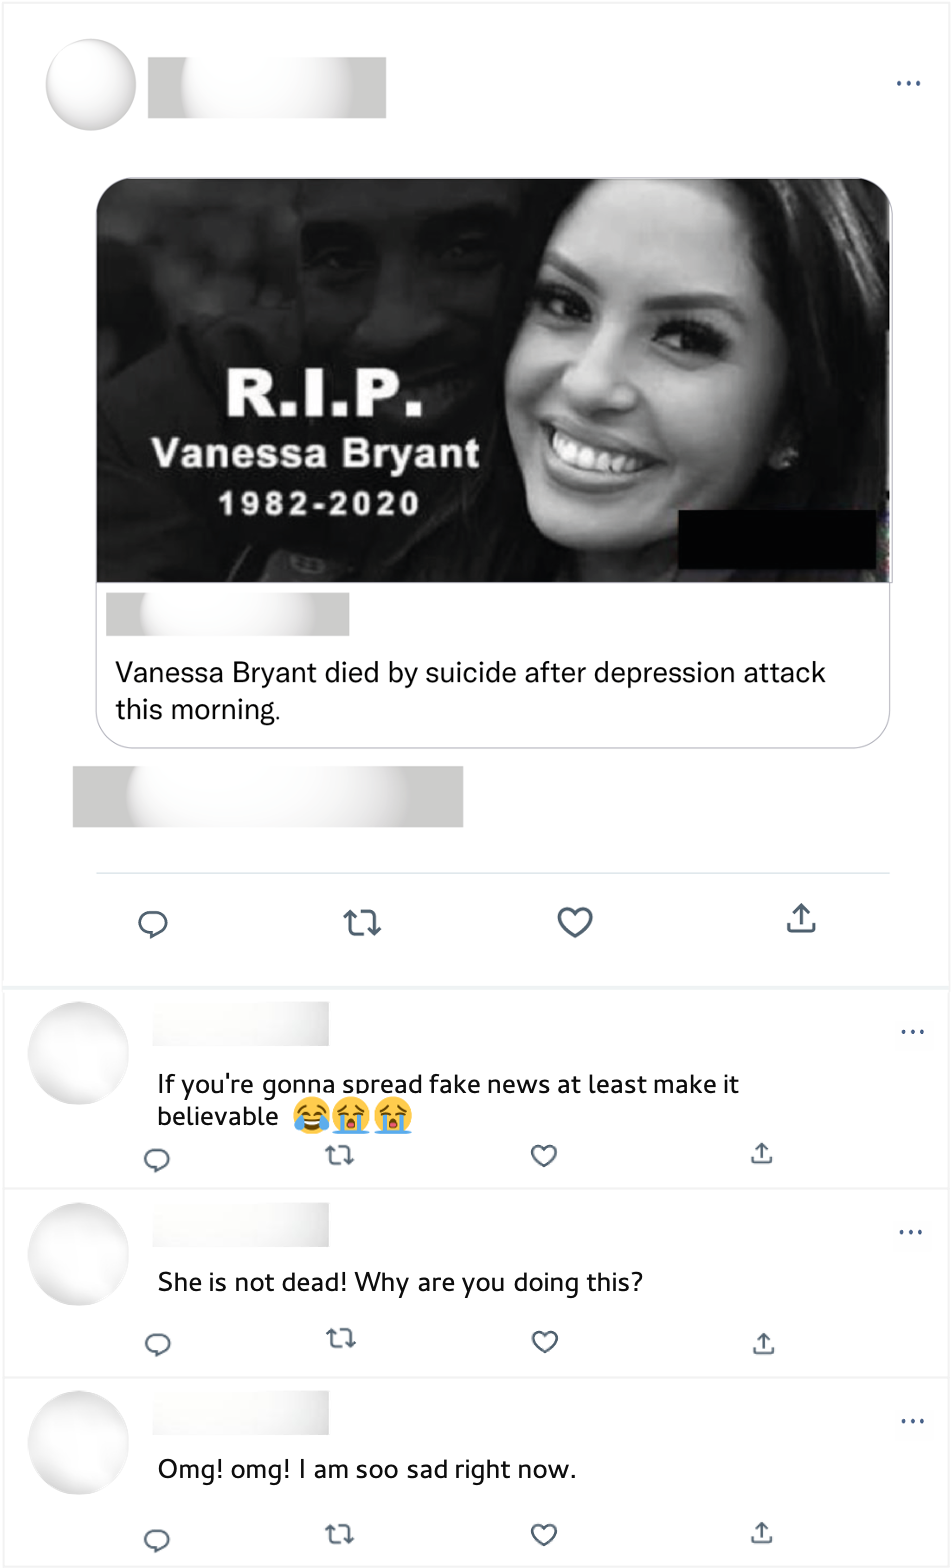 R.I.P.
Vanessa Bryant
1982-2020
Vanessa Bryant died by suicide after depression attack
this morning.
If you're gonna spread fake news at least make it
believable 😂😭😭
She is not dead! Why are you doing this?
Omg! omg! I am soo sad right now.